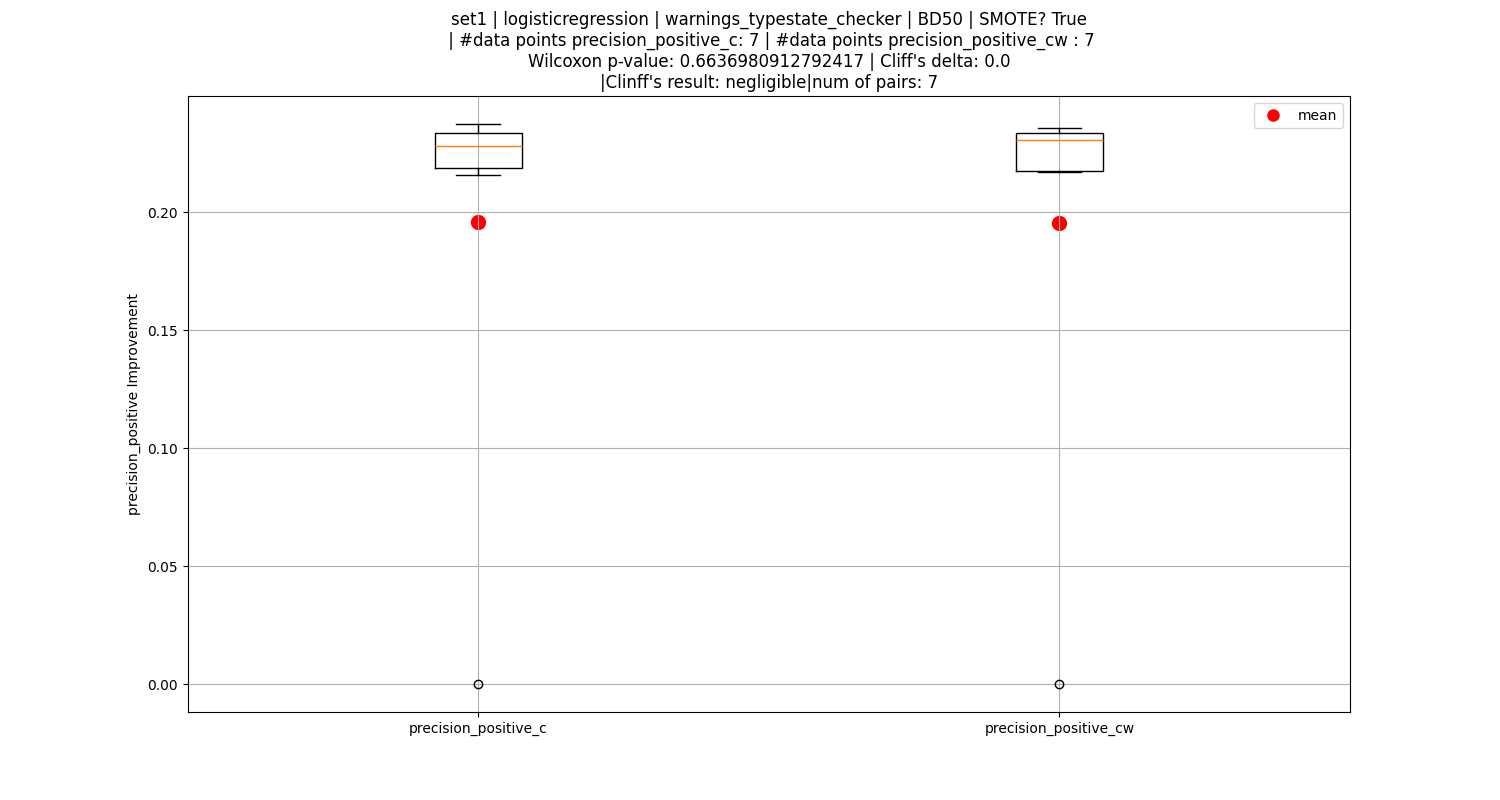 set1 | logisticregression | warnings_typestate_checker | BD50 | SMOTE? True
| #data points precision_positive_c: 7 | #data points precision_positive_cw : 7
Wilcoxon p-value: 0.6636980912792417 | Cliff's delta: 0.0
|Clinff's result: negligible|num of pairs: 7
mean
precision_positive Improvement
0.20
0.15
0.10
0.05
0.00
precision_positive_c
precision_positive_cw